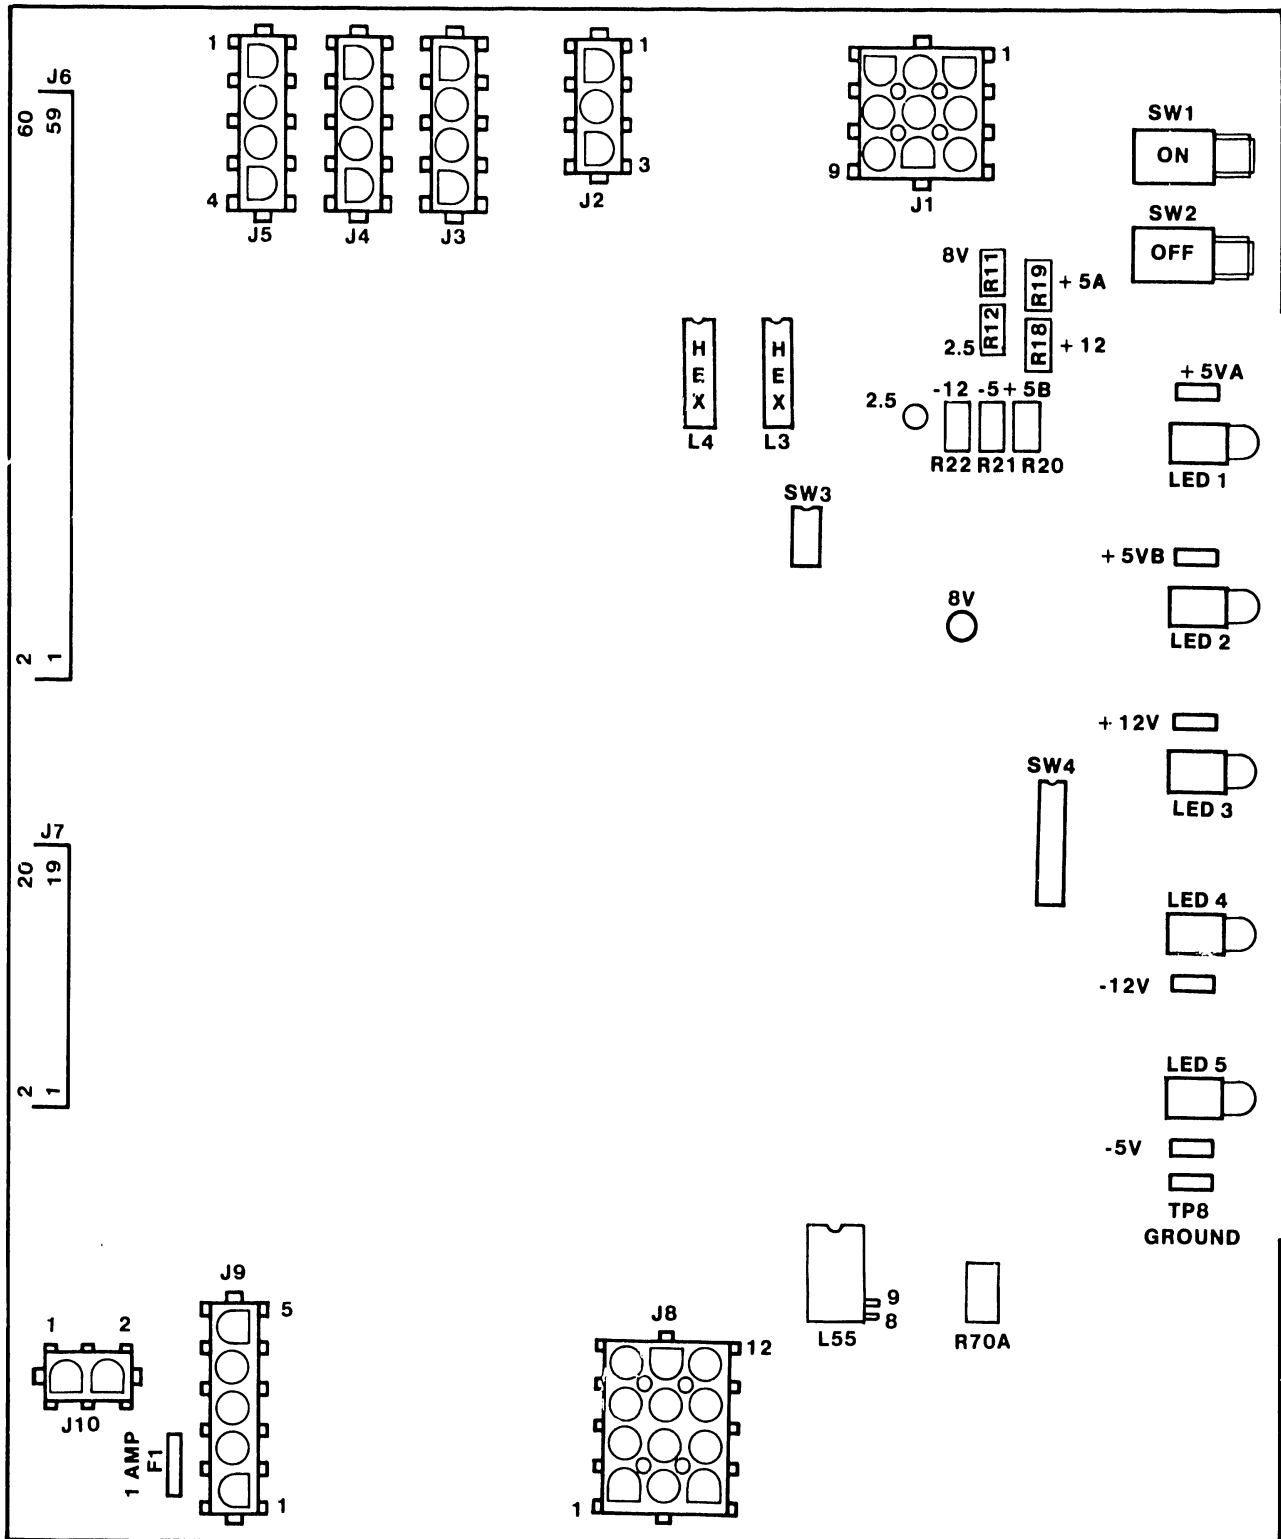 1
4
J5
J4
J3
1
3
J2
1
9
J1
SW1
ON
SW2
OFF
J6
60
59
2
1
8V
R11
R19
+ 5A
R12
2.5
R18
+ 12
HEX
L4
HEX
L3
2.5
-12
-5
+ 5B
R22
R21
R20
+ 5VA
LED 1
SW3
+ 5VB
LED 2
8V
+ 12V
LED 3
SW4
J7
20
19
2
1
LED 4
-12V
LED 5
-5V
TP8
GROUND
J9
5
1
1
2
J10
1 AMP
F1
J8
12
1
9
8
L55
R70A